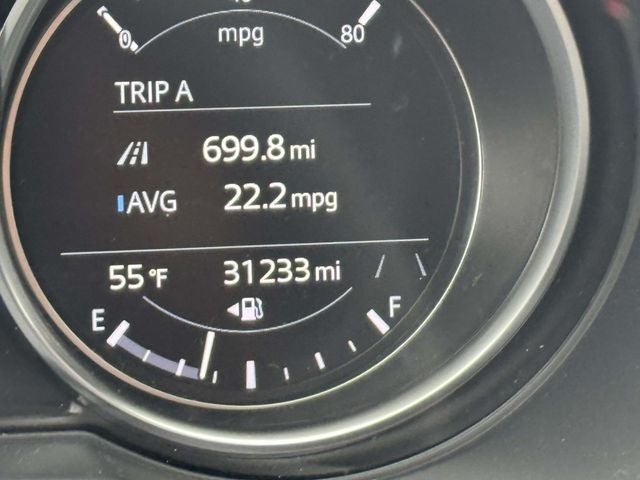 0 mpg 80
TRIP A
699.8 mi
AVG 22.2 mpg
55 °F 31233 mi
E F